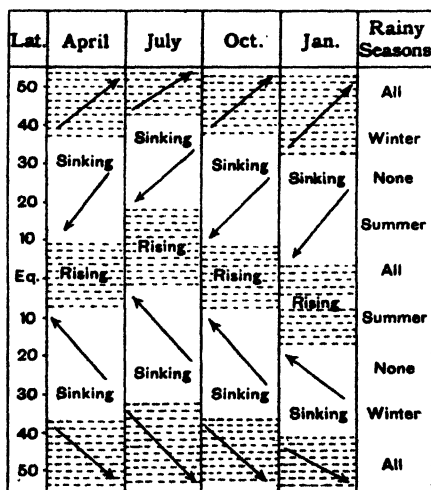 Lat. April July Oct. Jan. Rainy Seasons
50 All
40 Winter
Sinking
30 Sinking Sinking None
Sinking
20
10 Summer
Rising
Eq. Rising Rising All
Rising
10 Summer
20 None
Sinking
30 Sinking Sinking Winter
Sinking
40
50 All